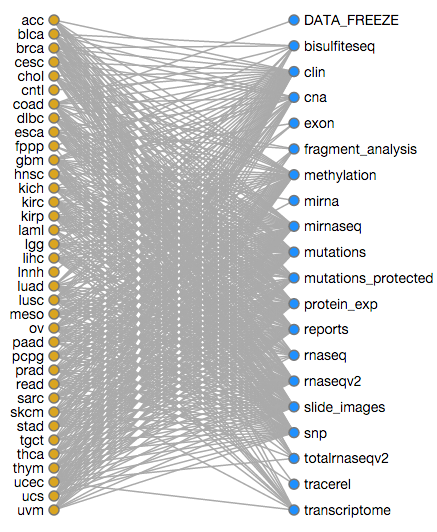 acc
blca
brca
cesc
chol
cntl
coad
dlbc
esca
fppp
gbm
hnsc
kich
kirc
kirp
laml
lgg
lihc
lnnh
luad
lusc
meso
ov
paad
pcpg
prad
read
sarc
skcm
stad
tgct
thca
thym
ucec
ucs
uvm
DATA_FREEZE
bisulfiteseq
clin
cna
exon
fragment_analysis
methylation
mirna
mirnaseq
mutations
mutations_protected
protein_exp
reports
rnaseq
rnaseqv2
slide_images
snp
totalrnaseqv2
tracerel
transcriptome